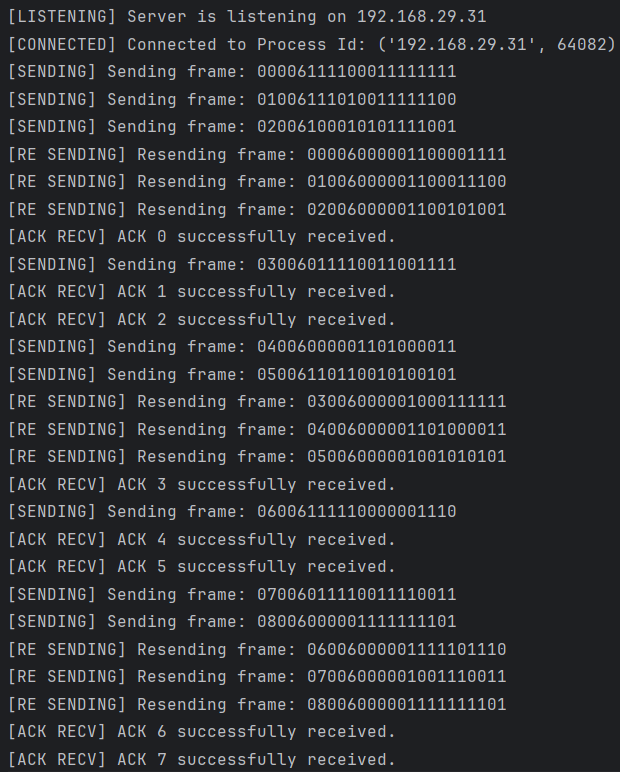 [LISTENING] Server is listening on 192.168.29.31
[CONNECTED] Connected to Process Id: ('192.168.29.31', 64082)
[SENDING] Sending frame: 00006111100011111111
[SENDING] Sending frame: 01006111010011111100
[SENDING] Sending frame: 02006100010101111001
[RE SENDING] Resending frame: 00006000001100001111
[RE SENDING] Resending frame: 01006000001100011100
[RE SENDING] Resending frame: 02006000001100101001
[ACK RECV] ACK 0 successfully received.
[SENDING] Sending frame: 03006011110011001111
[ACK RECV] ACK 1 successfully received.
[ACK RECV] ACK 2 successfully received.
[SENDING] Sending frame: 04006000001101000011
[SENDING] Sending frame: 05006110110010100101
[RE SENDING] Resending frame: 03006000001000111111
[RE SENDING] Resending frame: 04006000001101000011
[RE SENDING] Resending frame: 05006000001001010101
[ACK RECV] ACK 3 successfully received.
[SENDING] Sending frame: 06006111110000001110
[ACK RECV] ACK 4 successfully received.
[ACK RECV] ACK 5 successfully received.
[SENDING] Sending frame: 07006011110011110011
[SENDING] Sending frame: 08006000001111111101
[RE SENDING] Resending frame: 06006000001111101110
[RE SENDING] Resending frame: 07006000001001110011
[RE SENDING] Resending frame: 08006000001111111101
[ACK RECV] ACK 6 successfully received.
[ACK RECV] ACK 7 successfully received.